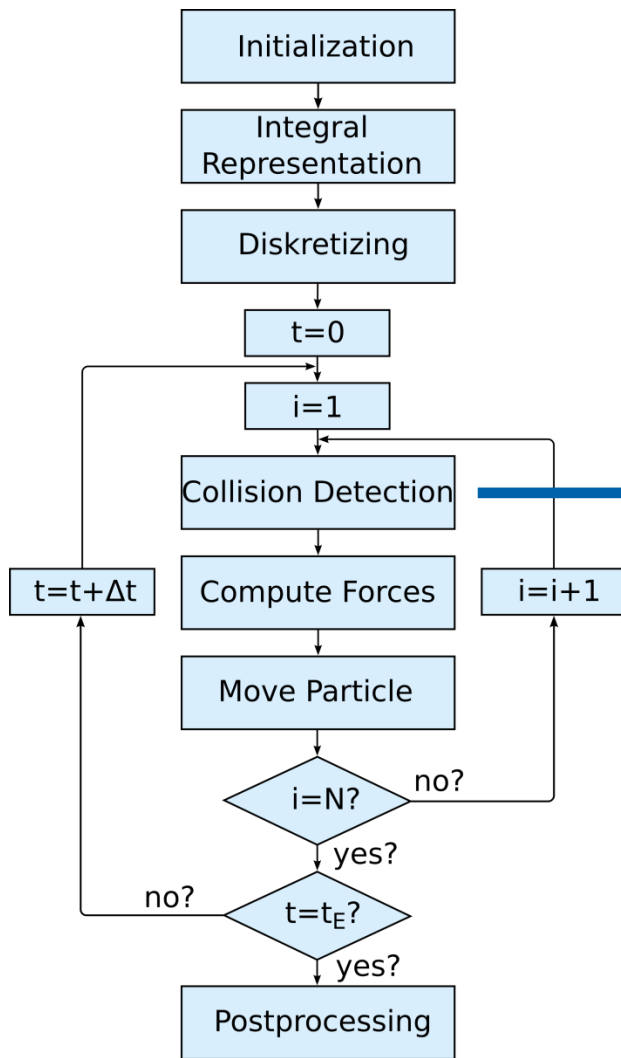 Initialization
Integral
Representation
Diskretizing
t=0
i=1
Collision Detection
t=t+Δt
Compute Forces
i=i+1
Move Particle
i=N?
no?
yes?
no?
t=t_E?
yes?
Postprocessing